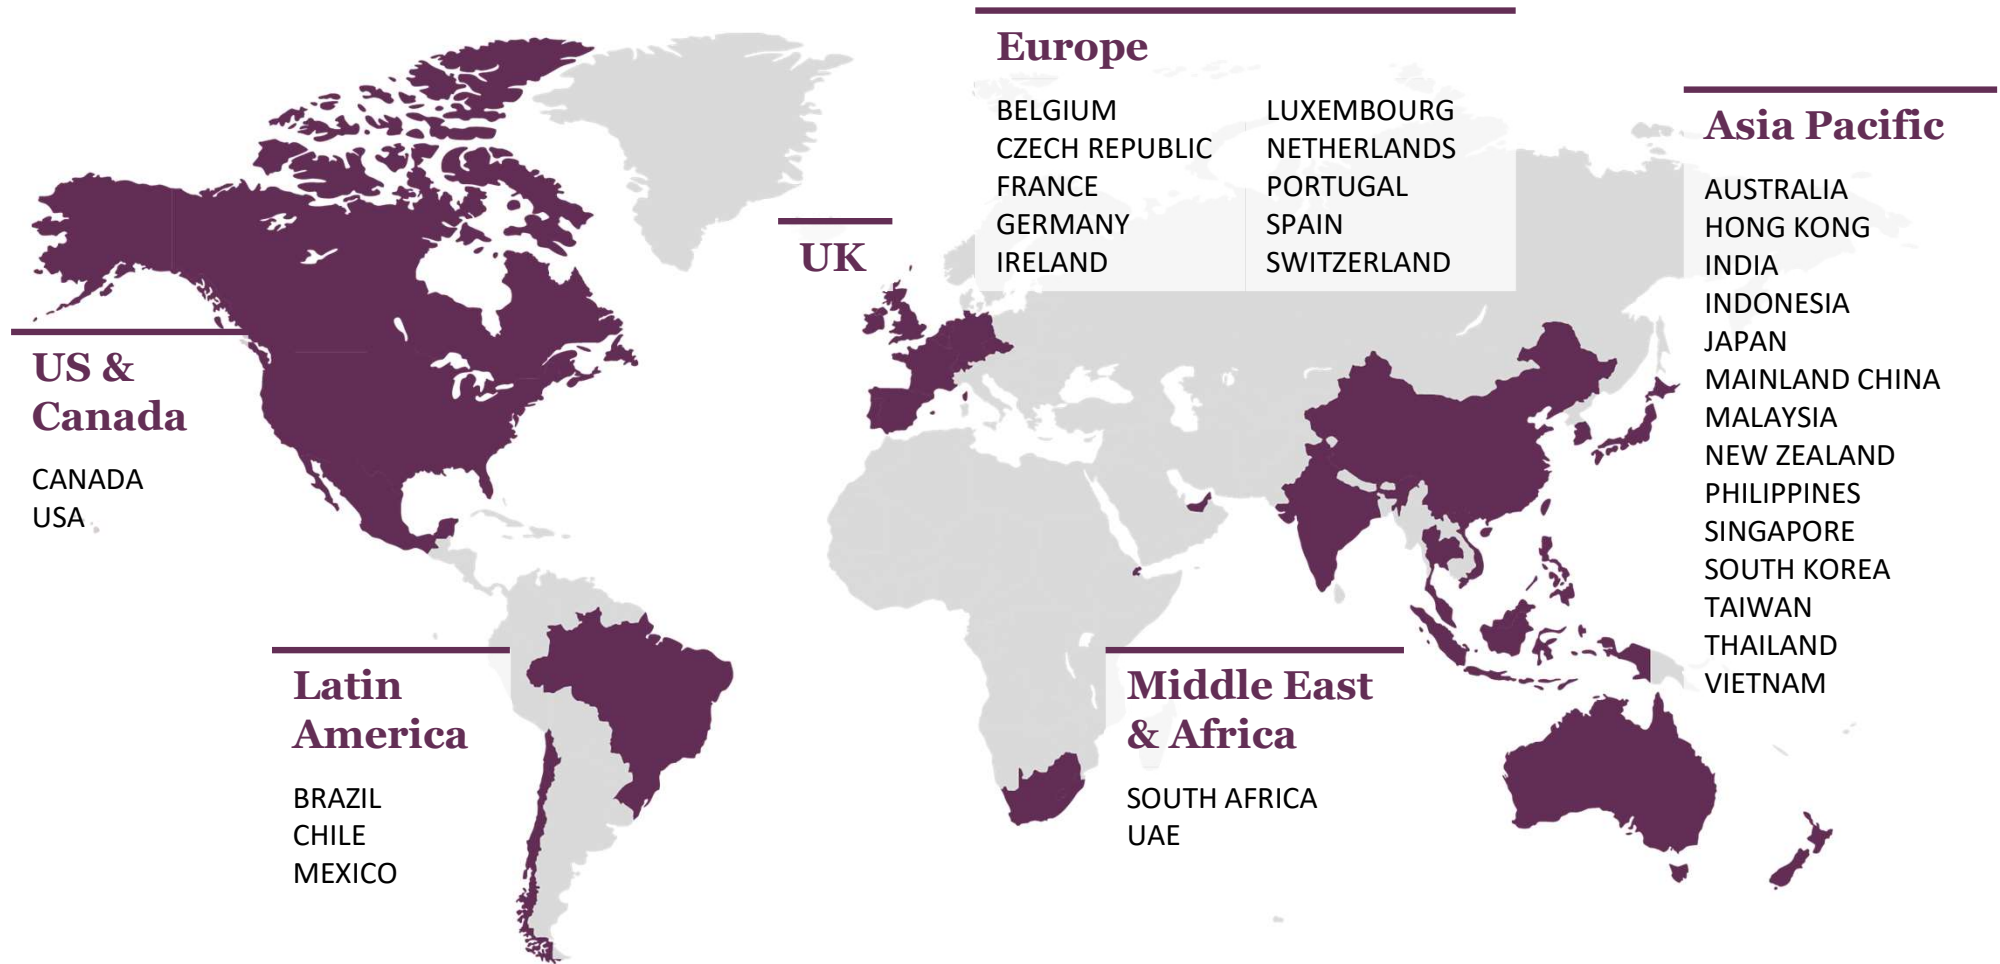 Europe
BELGIUM
CZECH REPUBLIC
FRANCE
GERMANY
IRELAND
LUXEMBOURG
NETHERLANDS
PORTUGAL
SPAIN
SWITZERLAND
Asia Pacific
AUSTRALIA
HONG KONG
INDIA
INDONESIA
JAPAN
MAINLAND CHINA
MALAYSIA
NEW ZEALAND
PHILIPPINES
SINGAPORE
SOUTH KOREA
TAIWAN
THAILAND
VIETNAM
UK
US &
Canada
CANADA
USA
Latin
America
BRAZIL
CHILE
MEXICO
Middle East
& Africa
SOUTH AFRICA
UAE